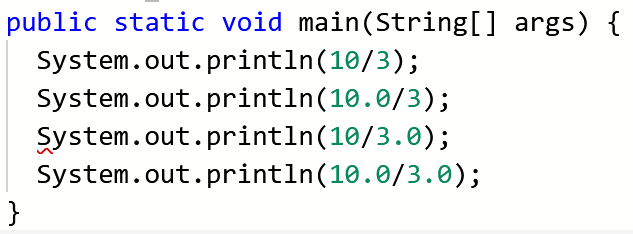 public static void main(String[] args) {
System.out.println(10/3);
System.out.println(10.0/3);
System.out.println(10/3.0);
System.out.println(10.0/3.0);
}